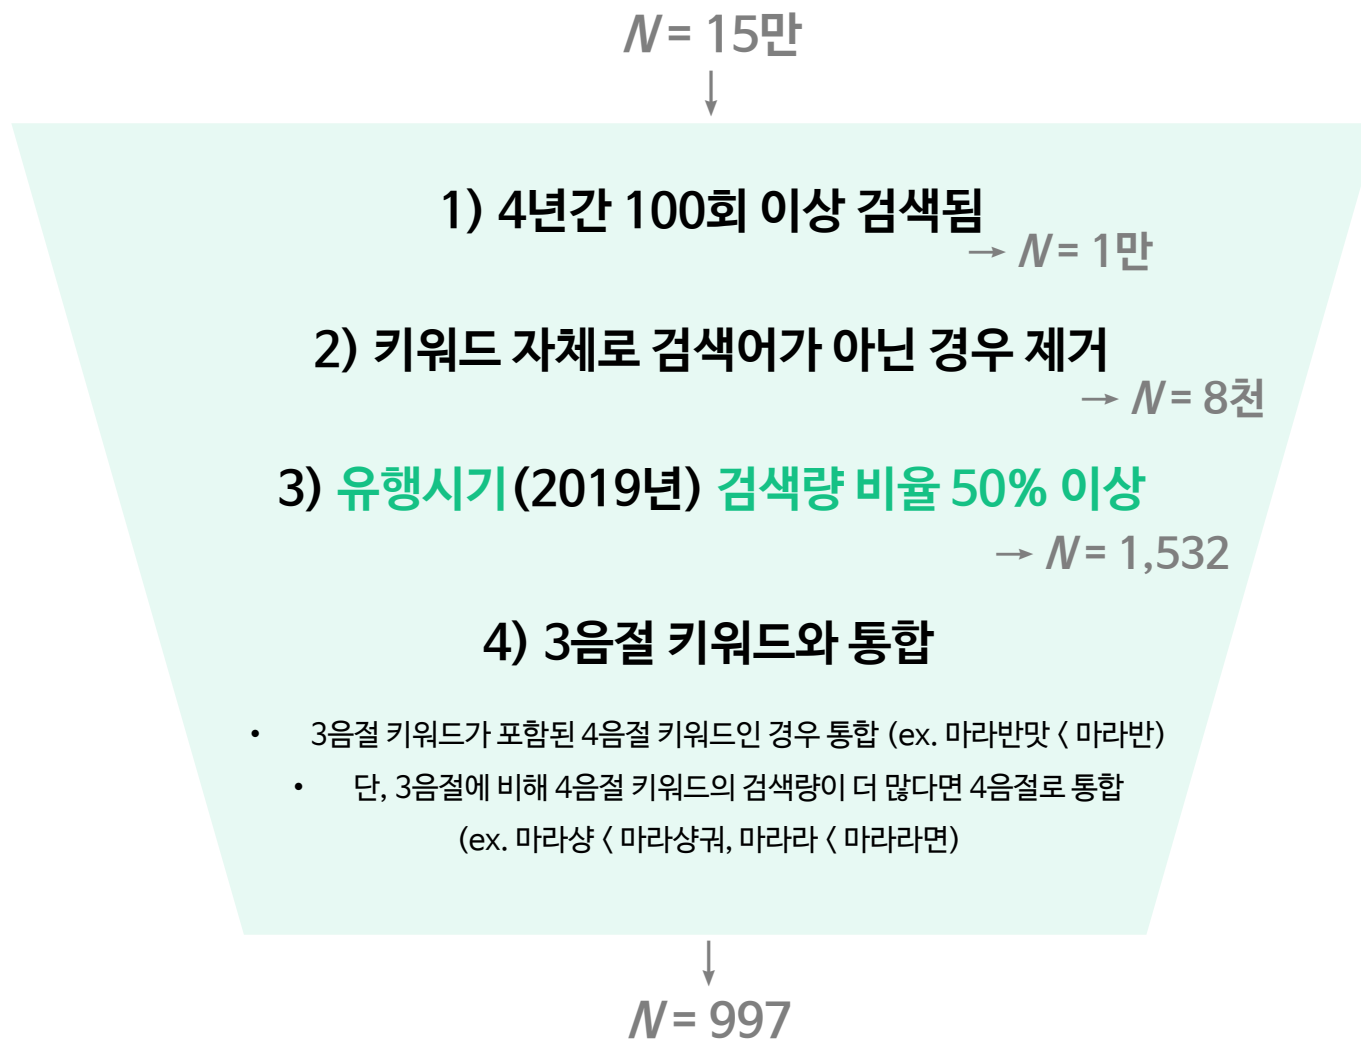 N = 15만
1) 4년간 100회 이상 검색됨
→ N = 1만
2) 키워드 자체로 검색어가 아닌 경우 제거
→ N = 8천
3) 유행시기(2019년) 검색량 비율 50% 이상
→ N = 1,532
4) 3음절 키워드와 통합
• 3음절 키워드가 포함된 4음절 키워드인 경우 통합 (ex. 마라반맛 < 마라반)
• 단, 3음절에 비해 4음절 키워드의 검색량이 더 많다면 4음절로 통합
(ex. 마라샹 < 마라샹궈, 마라라 < 마라라면)
N = 997